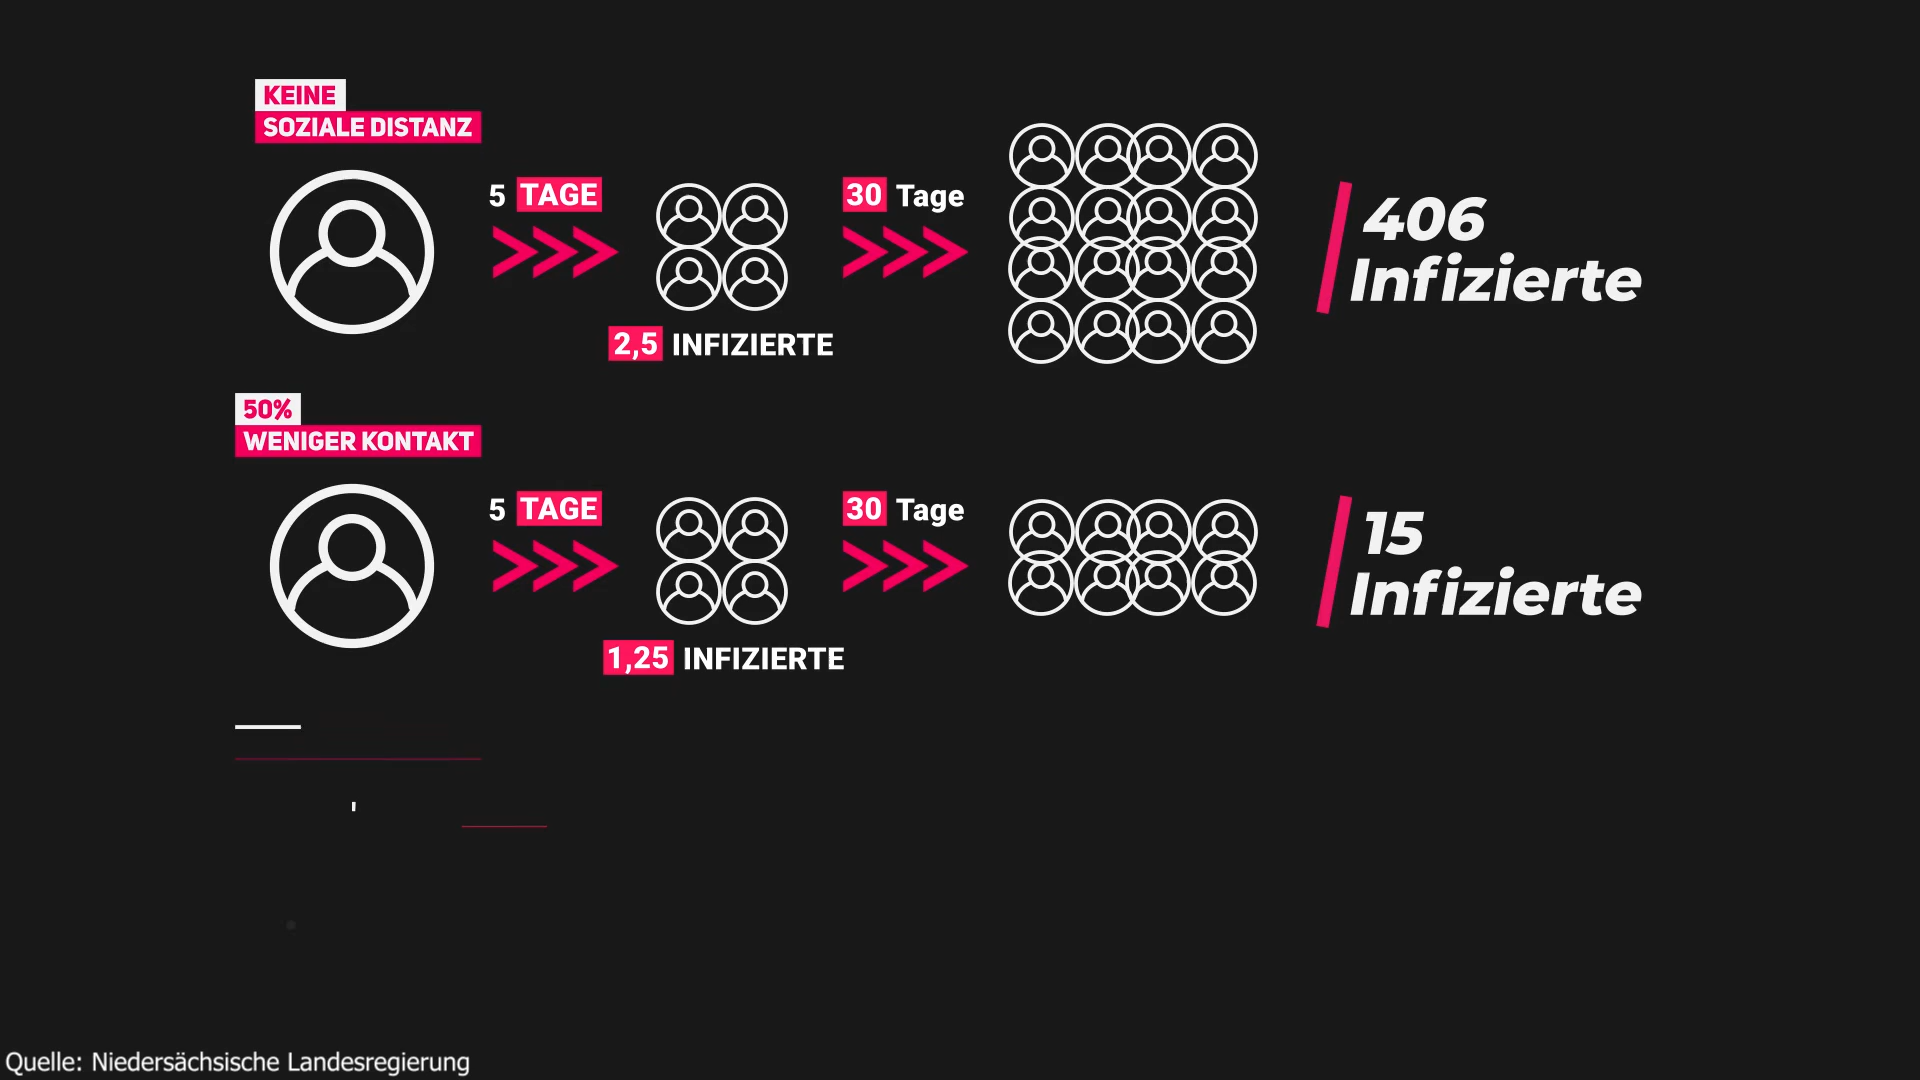 KEINE
SOZIALE DISTANZ
5 TAGE
30 Tage
406
Infizierte
2,5 INFIZIERTE
50%
WENIGER KONTAKT
5 TAGE
30 Tage
15
Infizierte
1,25 INFIZIERTE
Quelle: Niedersächsische Landesregierung